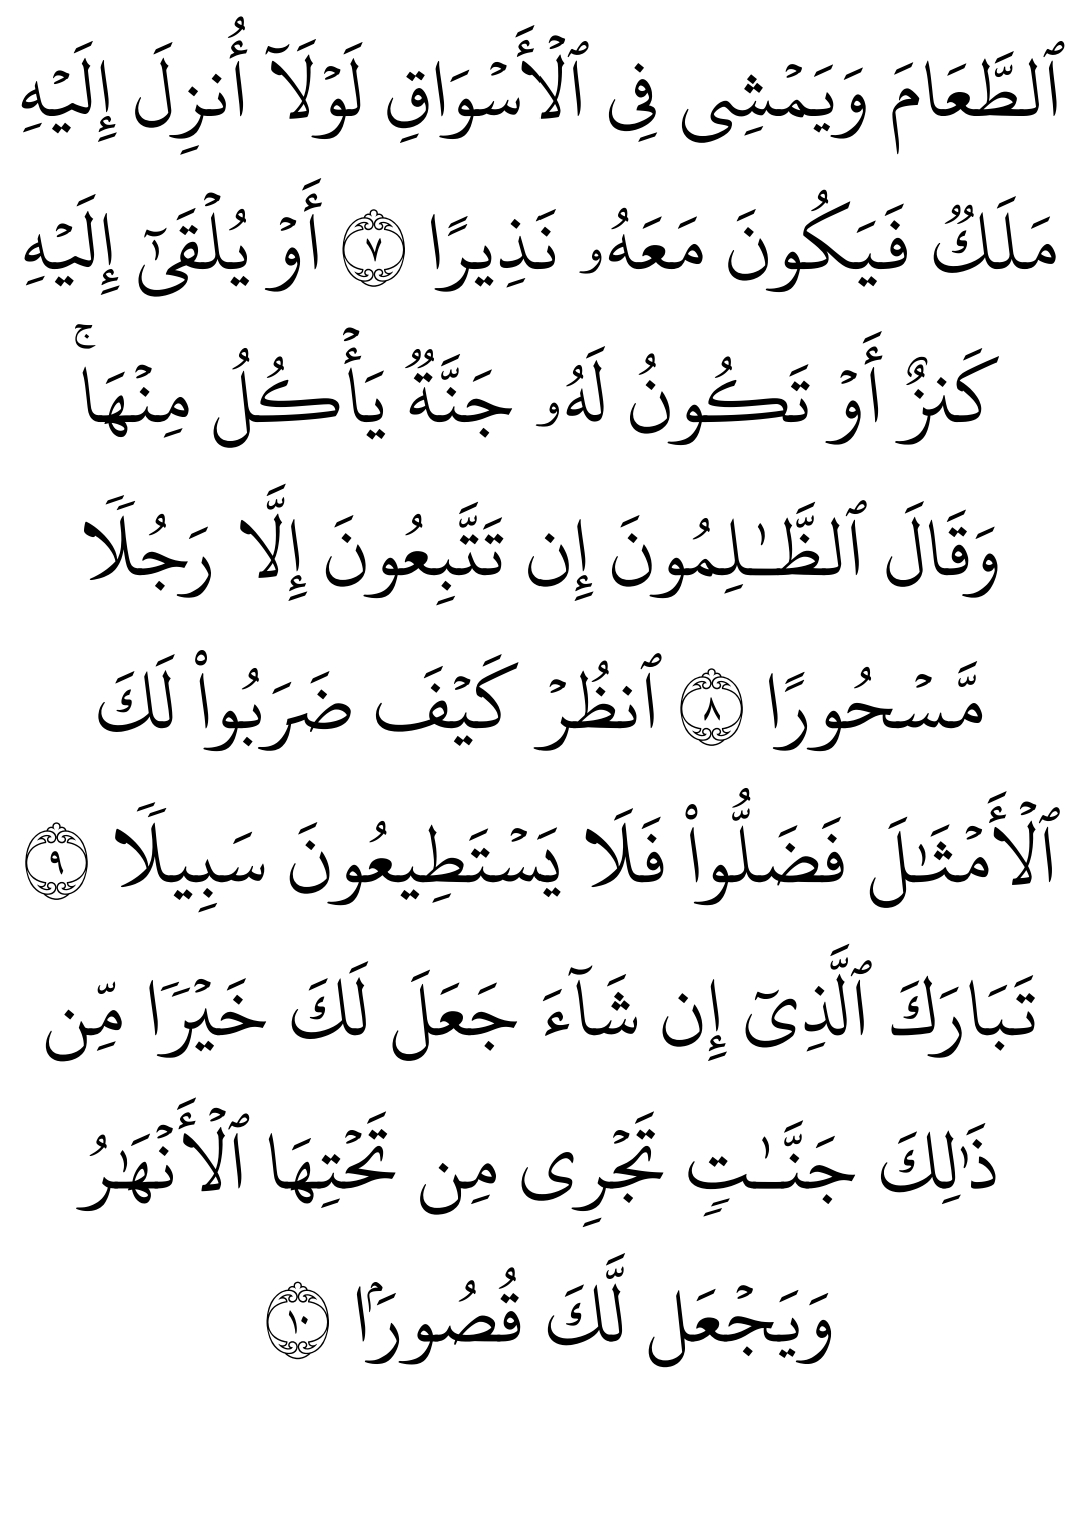 ٱلطَّعَامَ وَيَمۡشِى فِى ٱلۡأَسۡوَاقِ لَوۡلَآ أُنزِلَ إِلَيۡهِ
مَلَكٌۭ فَيَكُونَ مَعَهُۥ نَذِيرًا ٧ أَوۡ يُلۡقَىٰٓ إِلَيۡهِ
كَنزٌ أَوۡ تَكُونُ لَهُۥ جَنَّةٌۭ يَأۡكُلُ مِنۡهَاۚ
وَقَالَ ٱلظَّـٰلِمُونَ إِن تَتَّبِعُونَ إِلَّا رَجُلًۭا
مَّسۡحُورًا ٨ ٱنظُرۡ كَيۡفَ ضَرَبُواْ لَكَ
ٱلۡأَمۡثَـٰلَ فَضَلُّواْ فَلَا يَسۡتَطِيعُونَ سَبِيلًۭا ٩
تَبَارَكَ ٱلَّذِىٓ إِن شَآءَ جَعَلَ لَكَ خَيۡرًۭا مِّن
ذَٰلِكَ جَنَّـٰتٍۢ تَجۡرِى مِن تَحۡتِهَا ٱلۡأَنۡهَـٰرُ
وَيَجۡعَل لَّكَ قُصُورَۢا ١٠